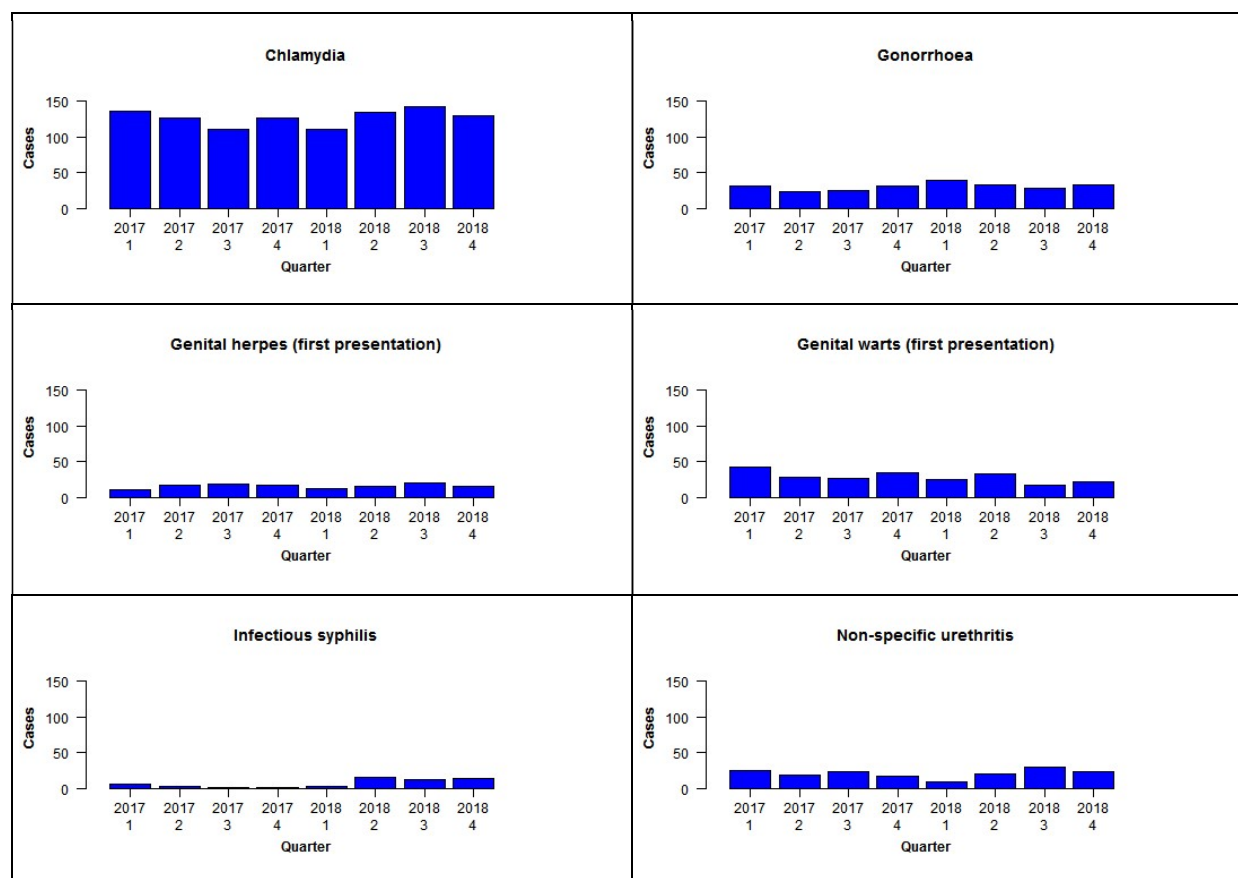 Chlamydia
150
100
50
0
Cases
2017 2017 2017 2017 2018 2018 2018 2018
1 2 3 4 1 2 3 4
Quarter
Gonorrhoea
150
100
50
0
Cases
2017 2017 2017 2017 2018 2018 2018 2018
1 2 3 4 1 2 3 4
Quarter
Genital herpes (first presentation)
150
100
50
0
Cases
2017 2017 2017 2017 2018 2018 2018 2018
1 2 3 4 1 2 3 4
Quarter
Genital warts (first presentation)
150
100
50
0
Cases
2017 2017 2017 2017 2018 2018 2018 2018
1 2 3 4 1 2 3 4
Quarter
Infectious syphilis
150
100
50
0
Cases
2017 2017 2017 2017 2018 2018 2018 2018
1 2 3 4 1 2 3 4
Quarter
Non-specific urethritis
150
100
50
0
Cases
2017 2017 2017 2017 2018 2018 2018 2018
1 2 3 4 1 2 3 4
Quarter